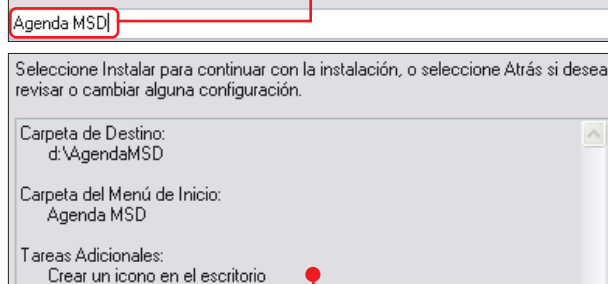 Agenda MSD
Seleccione Instalar para continuar con la instalación, o seleccione Atrás si desea
revisar o cambiar alguna configuración.
Carpeta de Destino:
d:\AgendaMSD
Carpeta del Menú de Inicio:
Agenda MSD
Tareas Adicionales:
Crear un icono en el escritorio